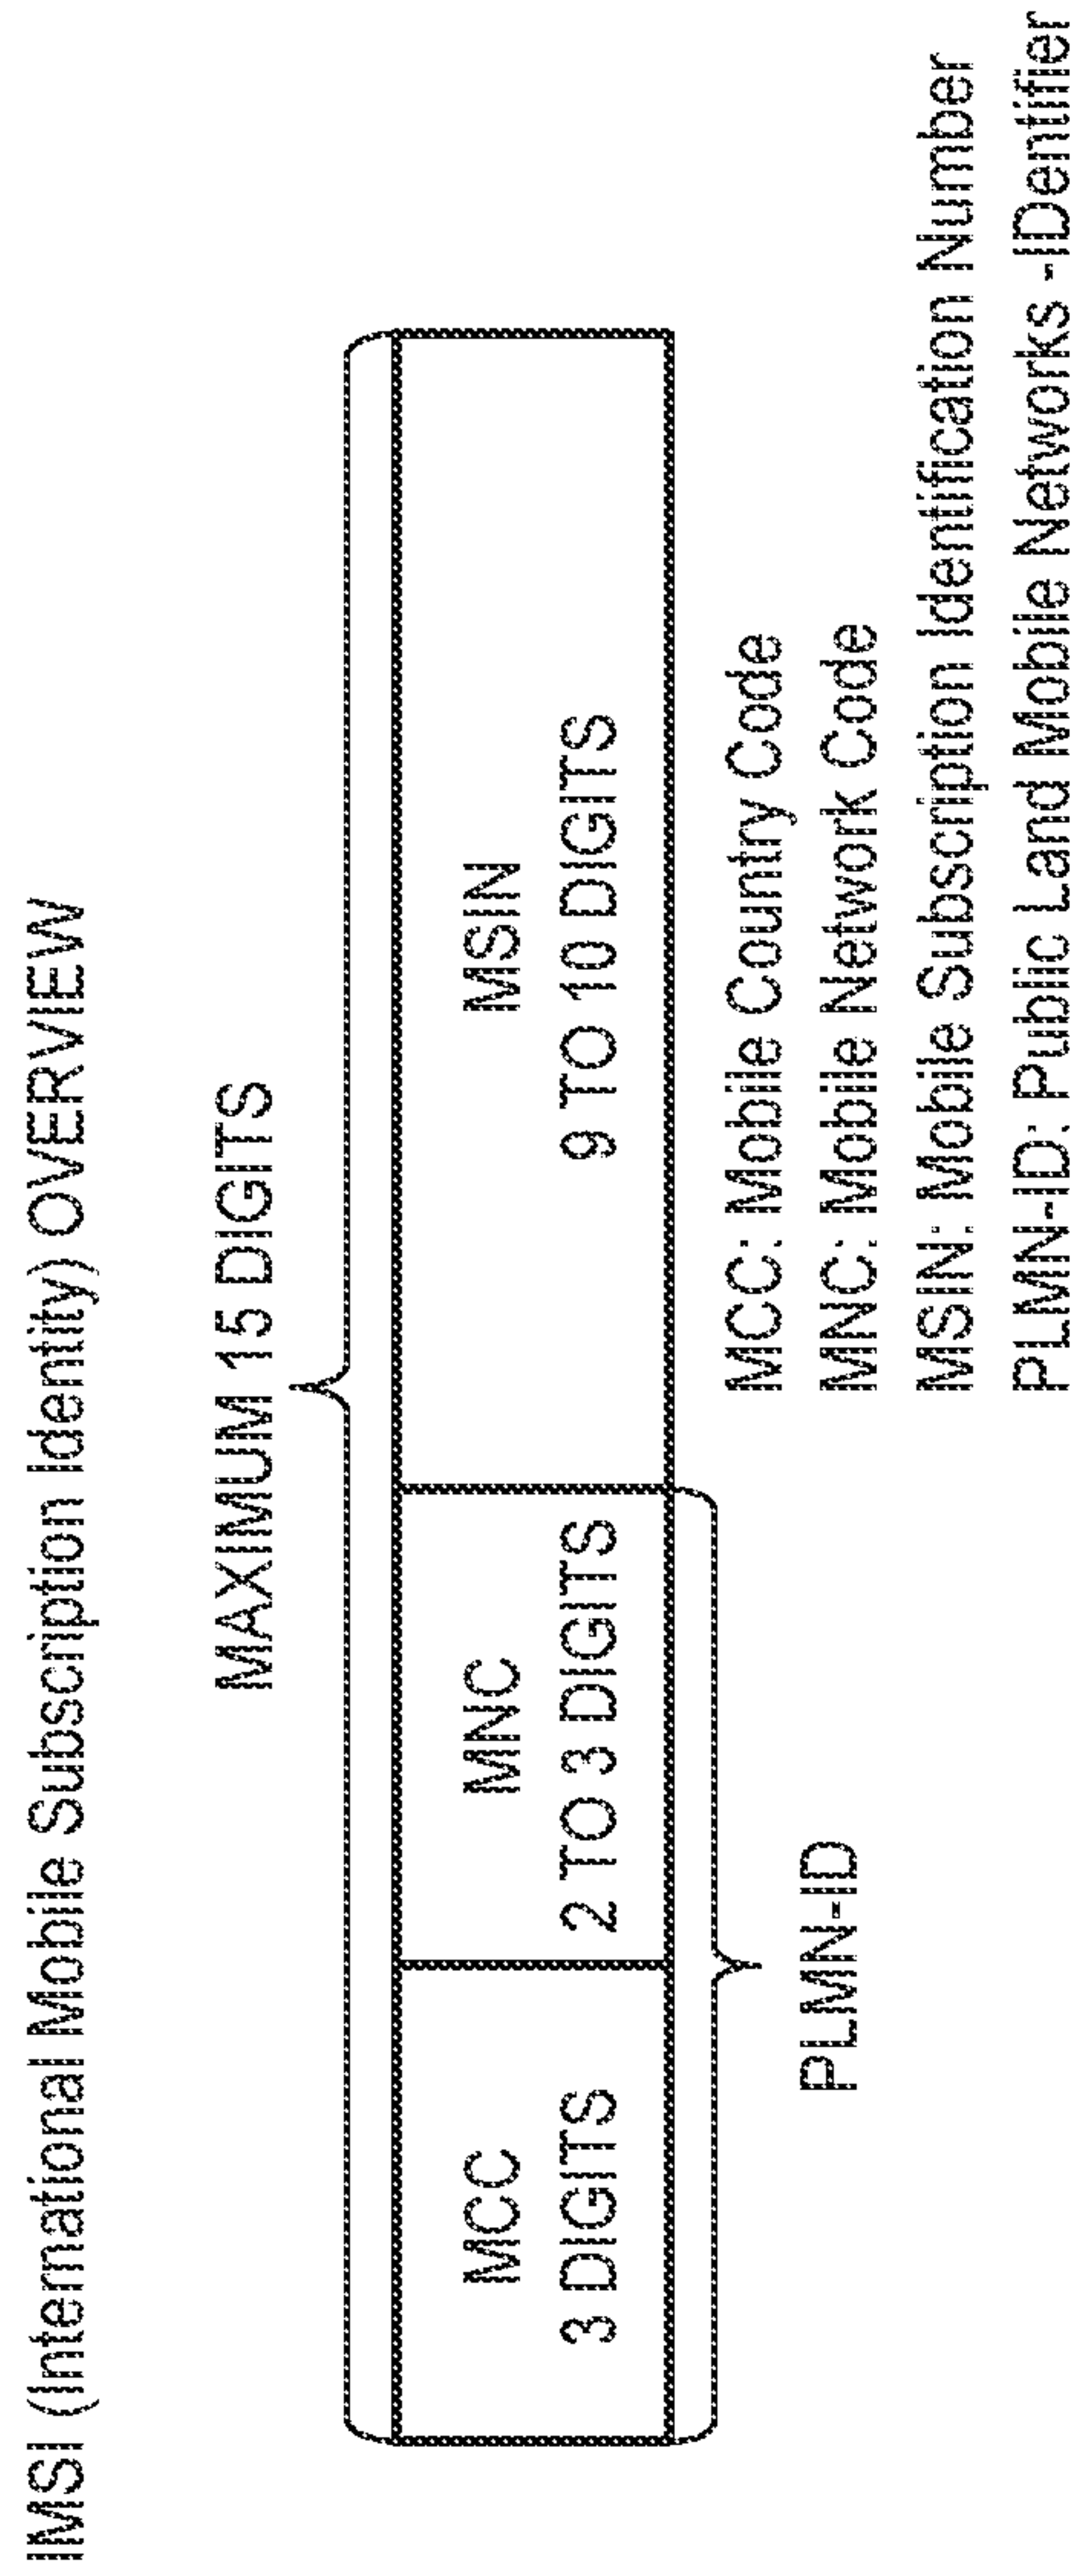 IMSI (International Mobile Subscription Identity) OVERVIEW
MAXIMUM 15 DIGITS
MCC
3 DIGITS
MNC
2 TO 3 DIGITS
MSIN
9 TO 10 DIGITS
PLMN-ID
MCC: Mobile Country Code
MNC: Mobile Network Code
MSIN: Mobile Subscription Identification Number
PLMN-ID: Public Land Mobile Networks -IDentifier